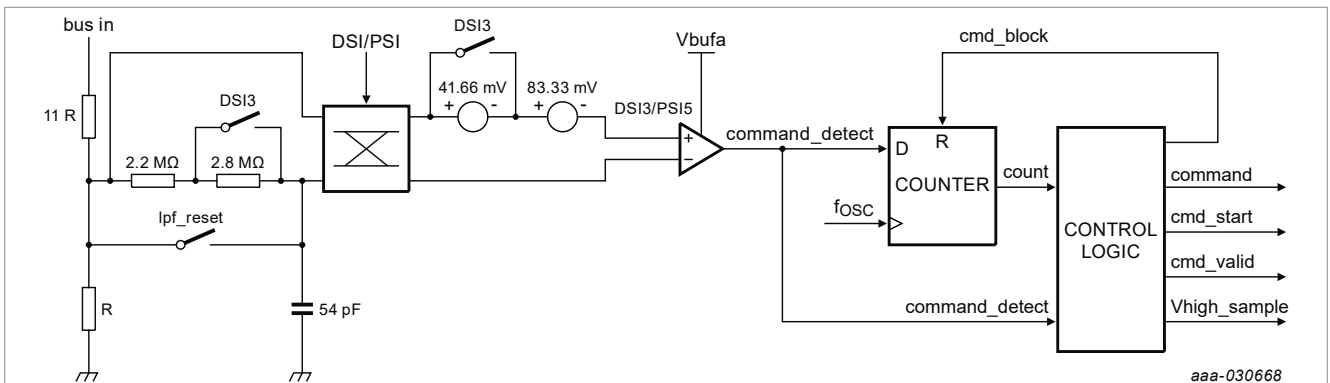 bus in
DSI/PSI
DSI3
Vbufa
cmd_block
41.66 mV
83.33 mV
+ -
+ -
11 R
DSI3
DSI3/PSI5
command_detect
+
−
D
R
COUNTER
count
command
2.2 MΩ
2.8 MΩ
lpf_reset
fOSC
CONTROL
LOGIC
cmd_start
cmd_valid
R
54 pF
command_detect
Vhigh_sample
aaa-030668